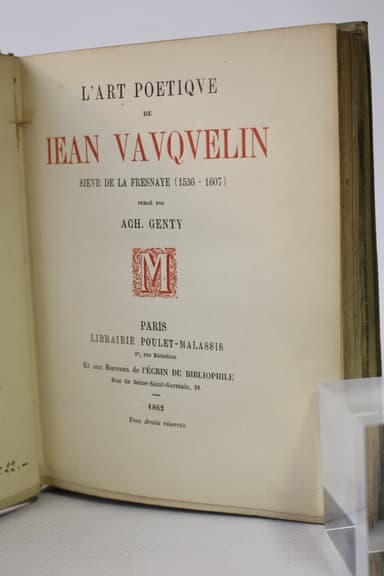 L'ART POETIQVE
DE
IEAN VAVQVELIN
SIEVR DE LA FRESNAYE (1536 - 1607)
PUBLIÉ PAR
ACH. GENTY
M
PARIS
LIBRAIRIE POULET-MALASSIS
97, rue Richelieu.
Et aux Bureaux de l'ÉCRIN DU BIBLIOPHILE
Rue de Seine-Saint-Germain, 24.
1862
Tous droits réservés.